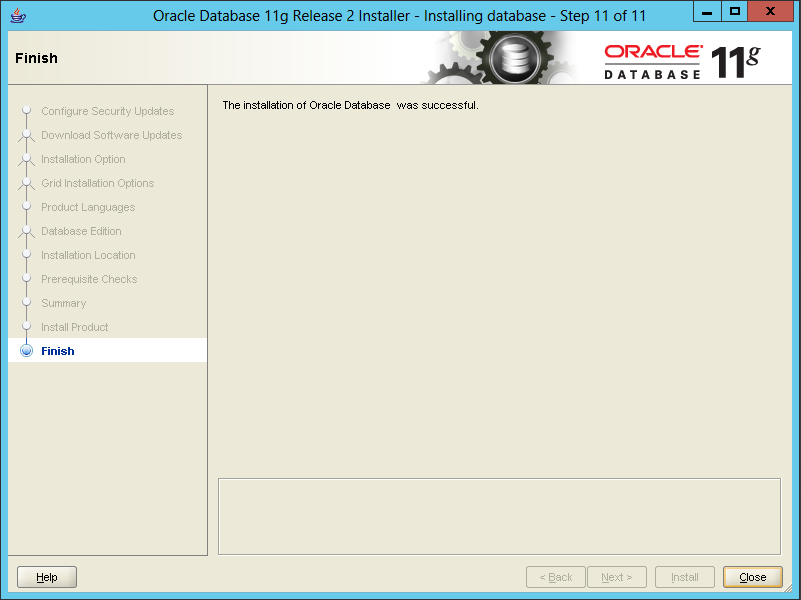 Oracle Database 11g Release 2 Installer - Installing database - Step 11 of 11
Finish
ORACLE
DATABASE
11g
Configure Security Updates
Download Software Updates
Installation Option
Grid Installation Options
Product Languages
Database Edition
Installation Location
Prerequisite Checks
Summary
Install Product
Finish
The installation of Oracle Database  was successful.
Help
< Back
Next >
Install
Close